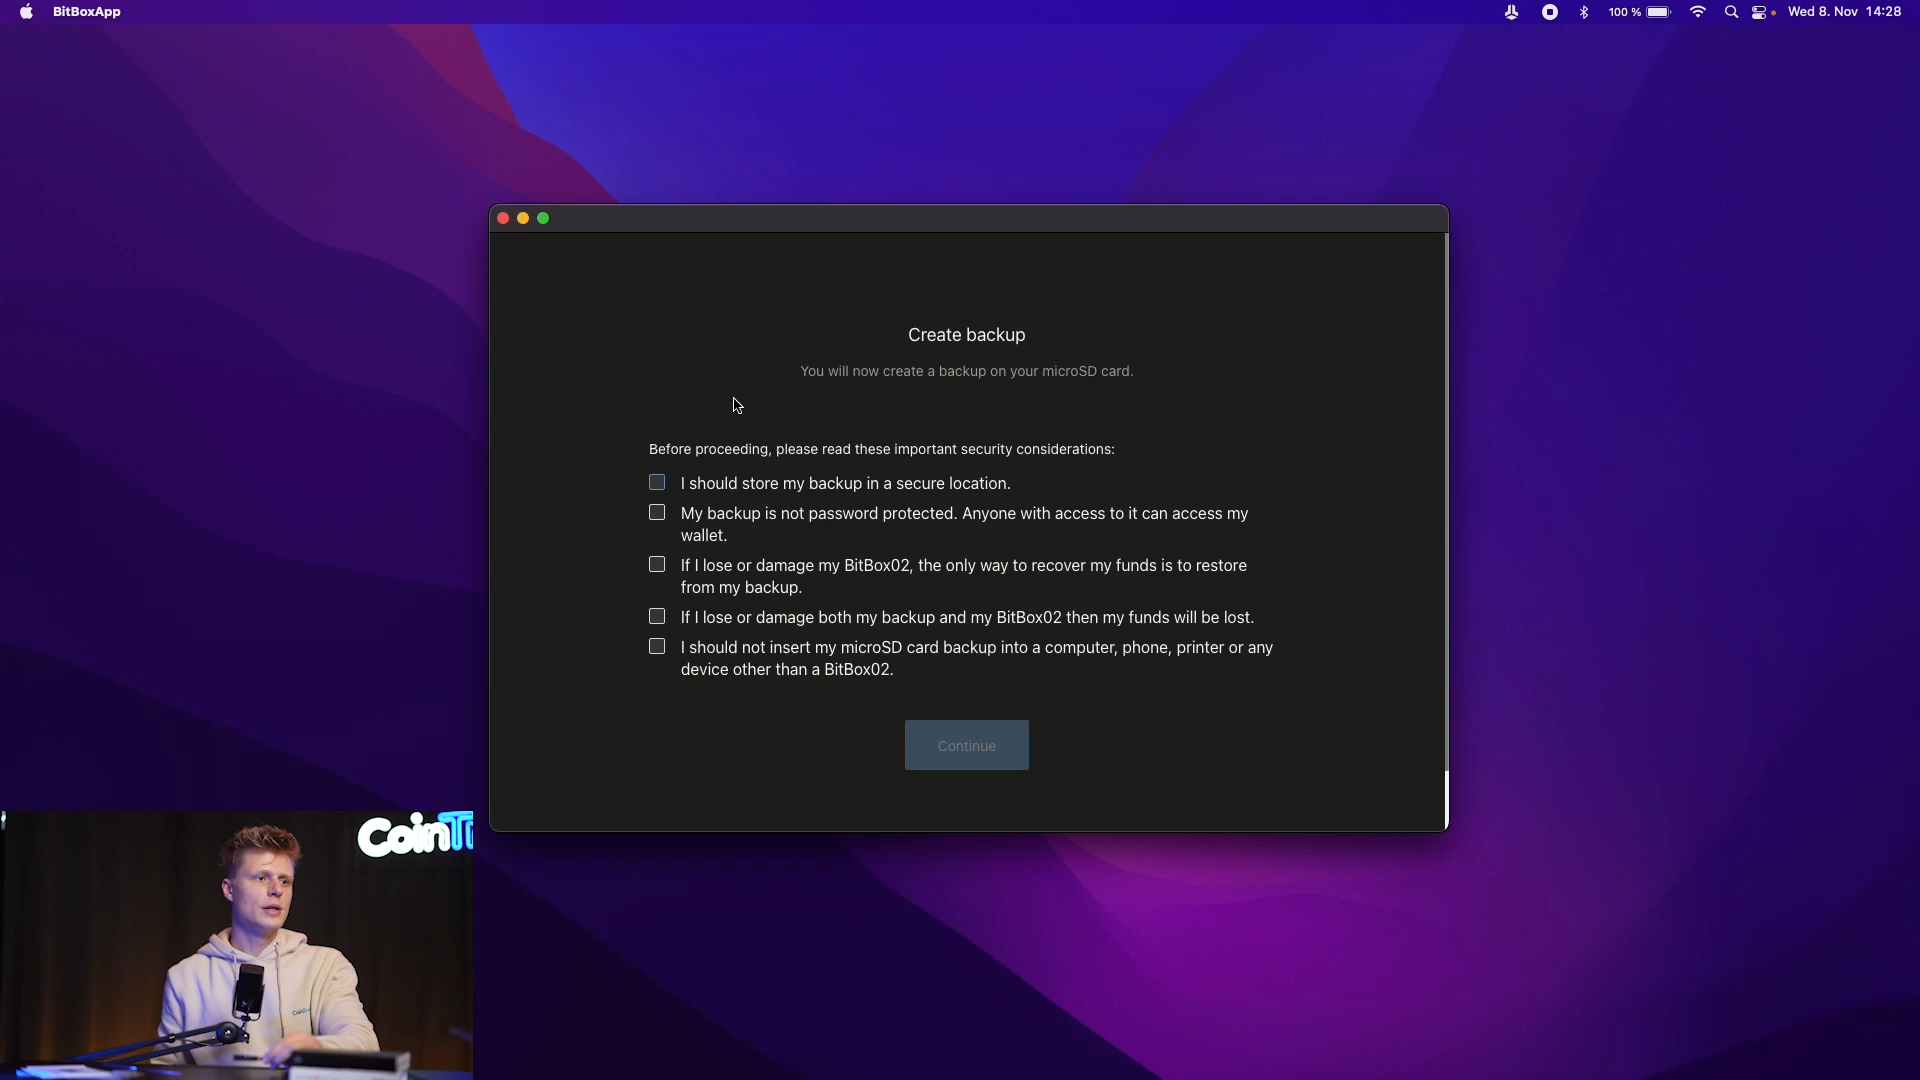 BitBoxApp
100 %
Wed 8. Nov 14:28
Create backup
You will now create a backup on your microSD card.
Before proceeding, please read these important security considerations:
I should store my backup in a secure location.
My backup is not password protected. Anyone with access to it can access my
wallet.
If I lose or damage my BitBox02, the only way to recover my funds is to restore
from my backup.
If I lose or damage both my backup and my BitBox02 then my funds will be lost.
I should not insert my microSD card backup into a computer, phone, printer or any
device other than a BitBox02.
Continue
CoinTr